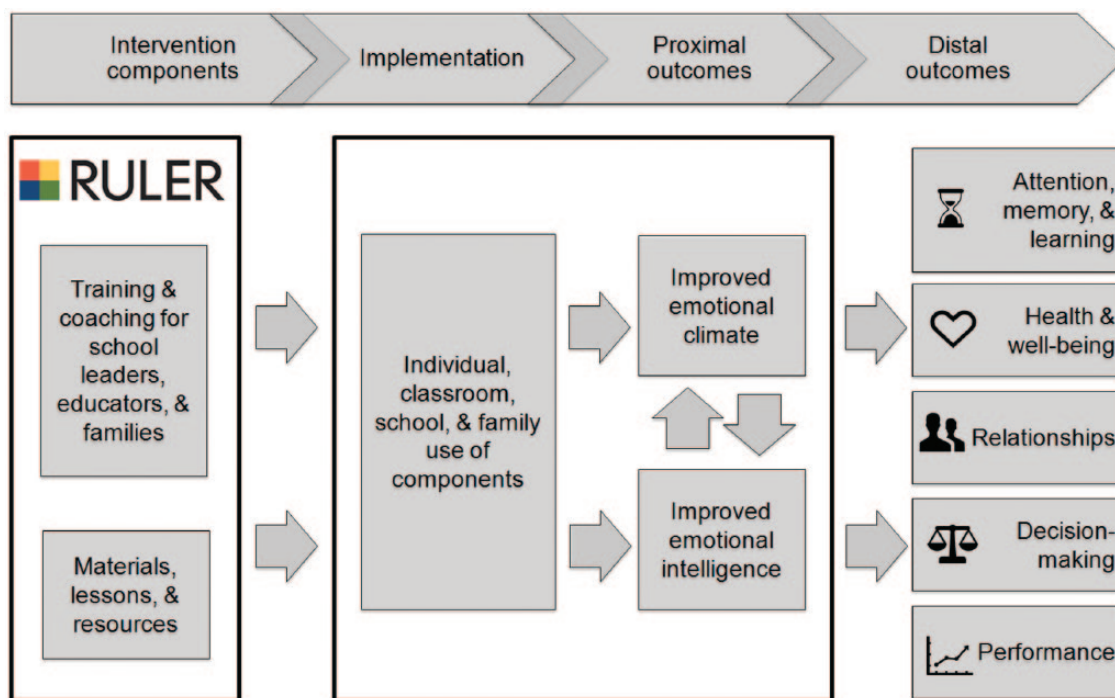 Intervention
components
Implementation
Proximal
outcomes
Distal
outcomes
RULER
Training &
coaching for
school
leaders,
educators, &
families
Materials,
lessons, &
resources
Individual,
classroom,
school, & family
use of
components
Improved
emotional
climate
Improved
emotional
intelligence
Attention,
memory, &
learning
Health &
well-being
Relationships
Decision-
making
Performance